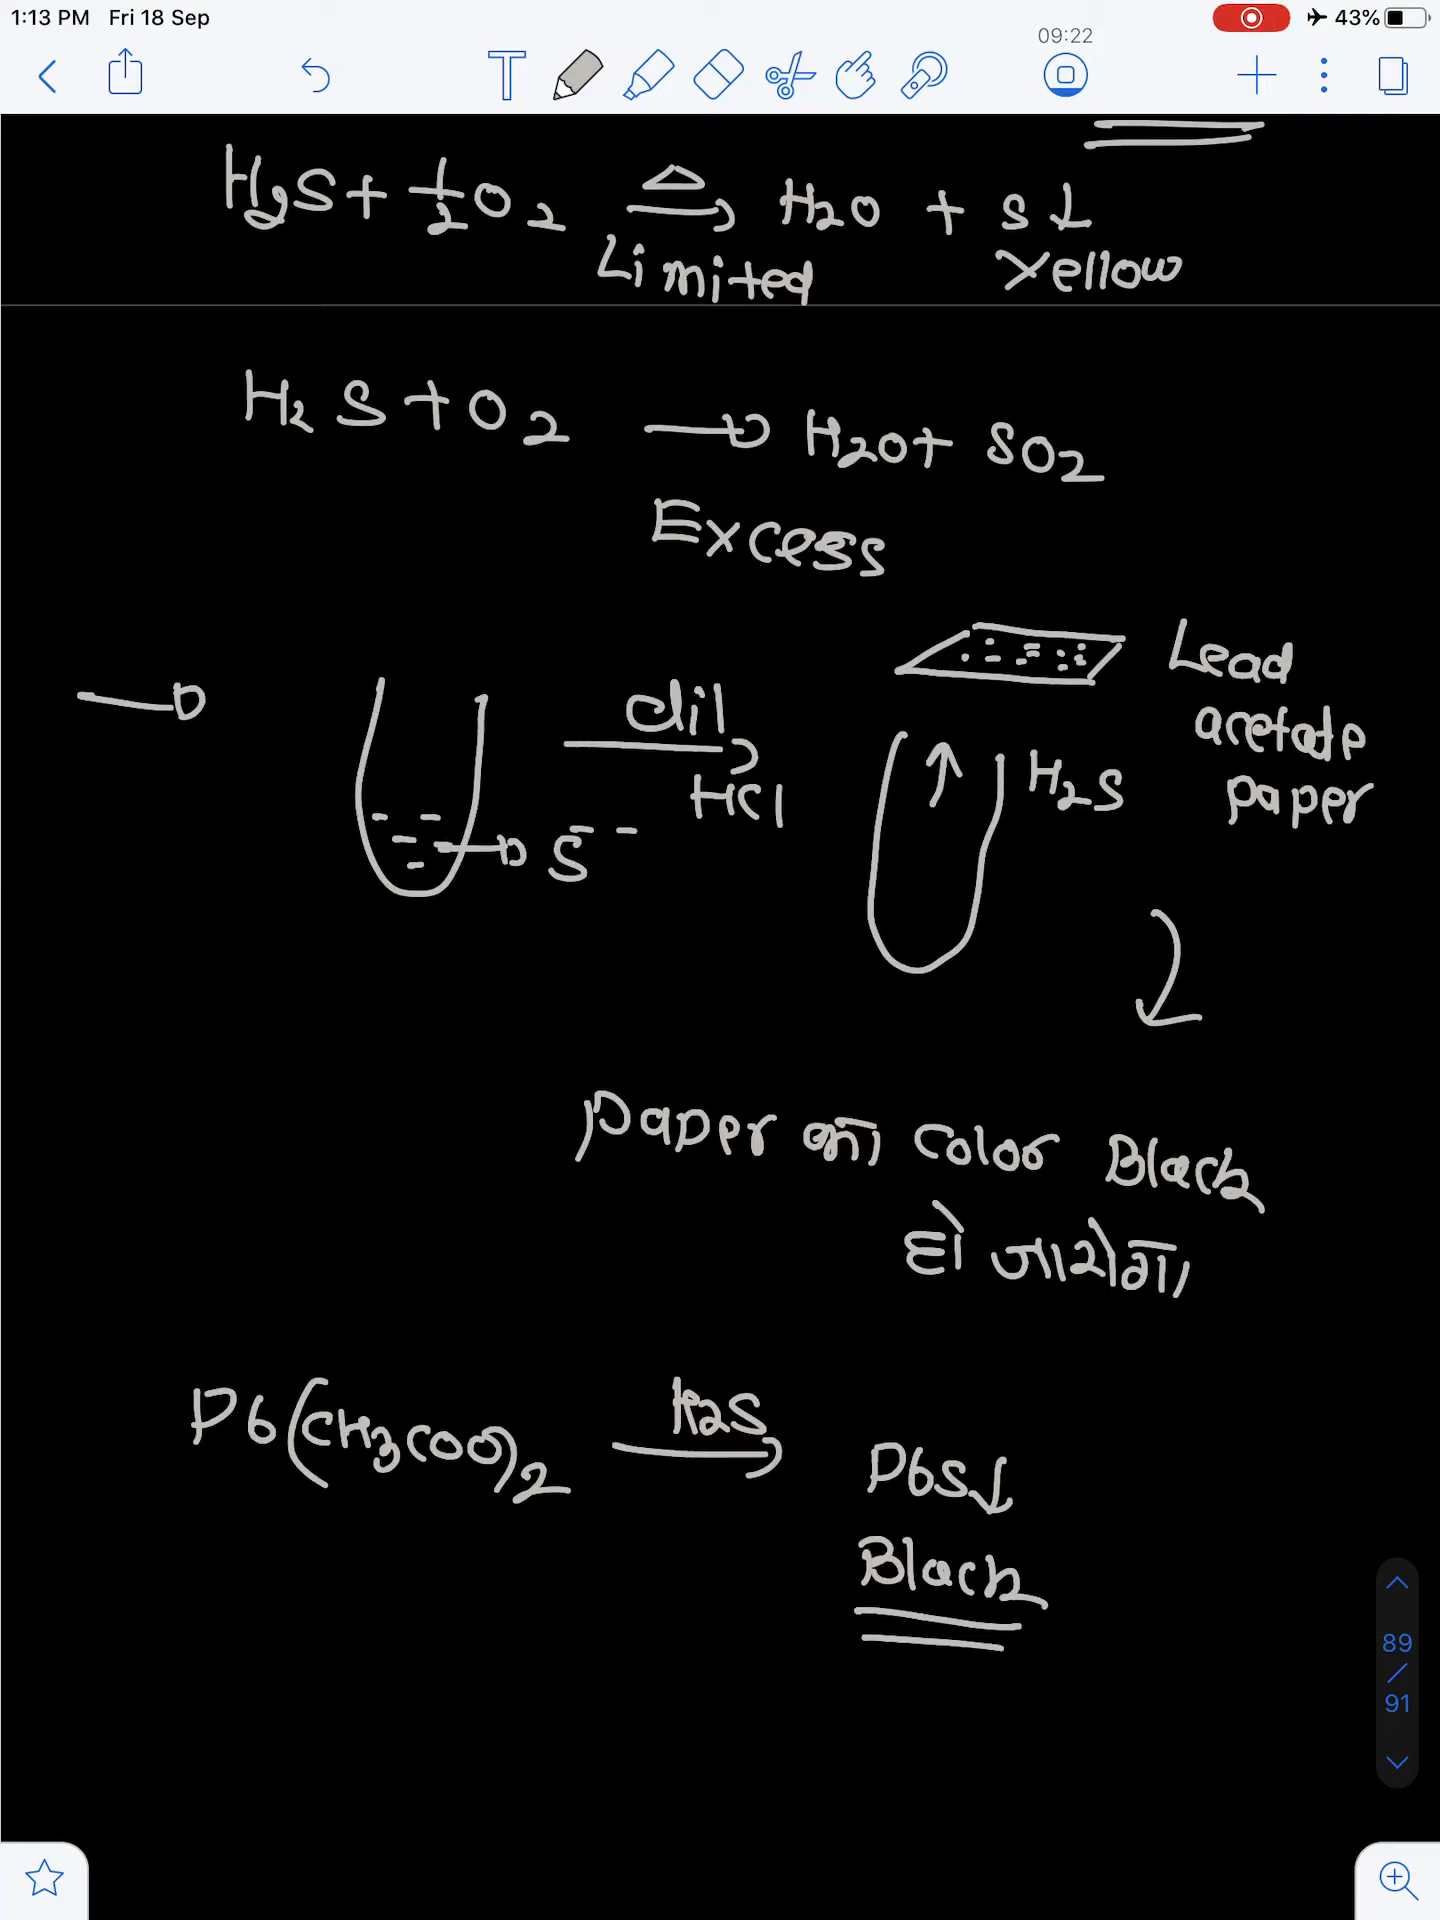 1:13 PM Fri 18 Sep 43%
09:22
T
H2S + 1/2 O2 △→ H2O + S↓
Limited Yellow
H2S + O2 → H2O + SO2
Excess
Lead
acetate
paper
→ dil
HCl
H2S
→ S--
paper का color Black
हो जायेगा
Pb(CH3COO)2 H2S→ PbS↓
Black
89
/
91